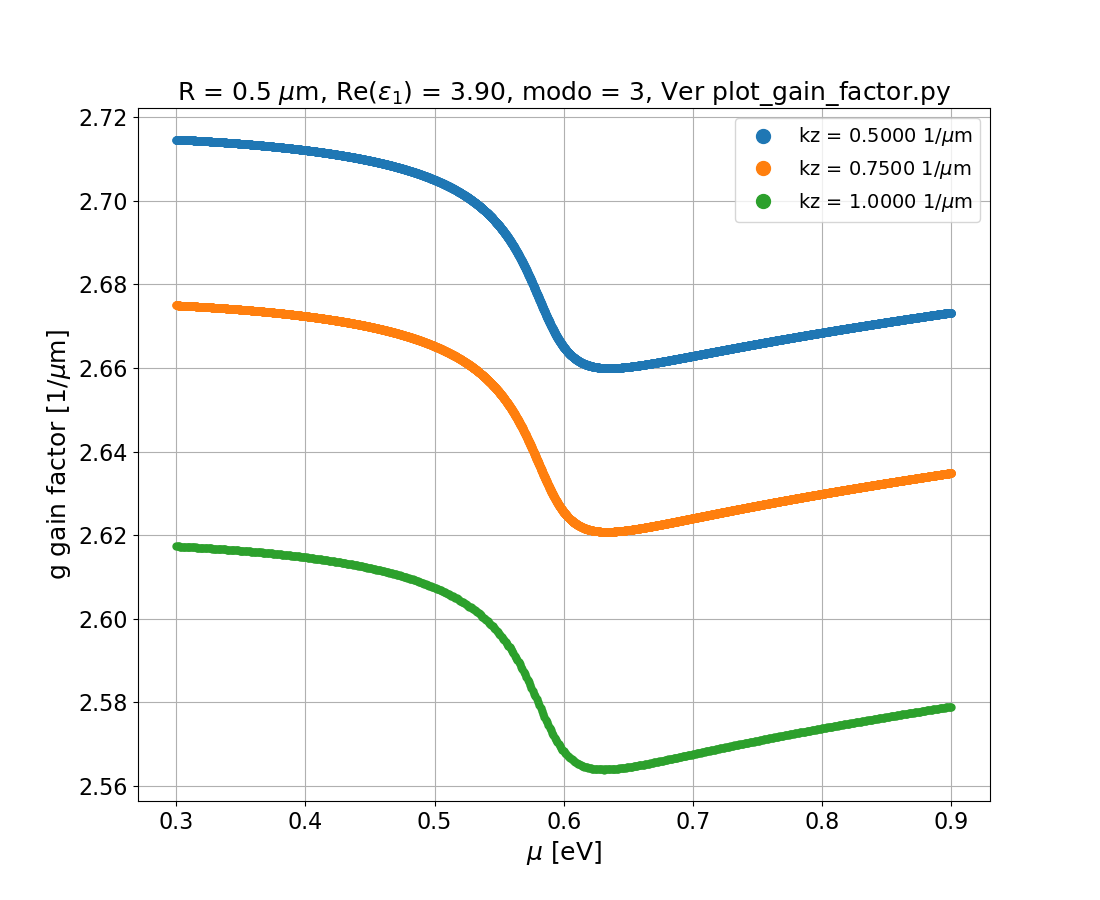 R = 0.5 μm, Re(ε₁) = 3.90, modo = 3, Ver plot_gain_factor.py
kz = 0.5000 1/μm
kz = 0.7500 1/μm
kz = 1.0000 1/μm
g gain factor [1/μm]
2.72
2.70
2.68
2.66
2.64
2.62
2.60
2.58
2.56
0.3 0.4 0.5 0.6 0.7 0.8 0.9
μ [eV]